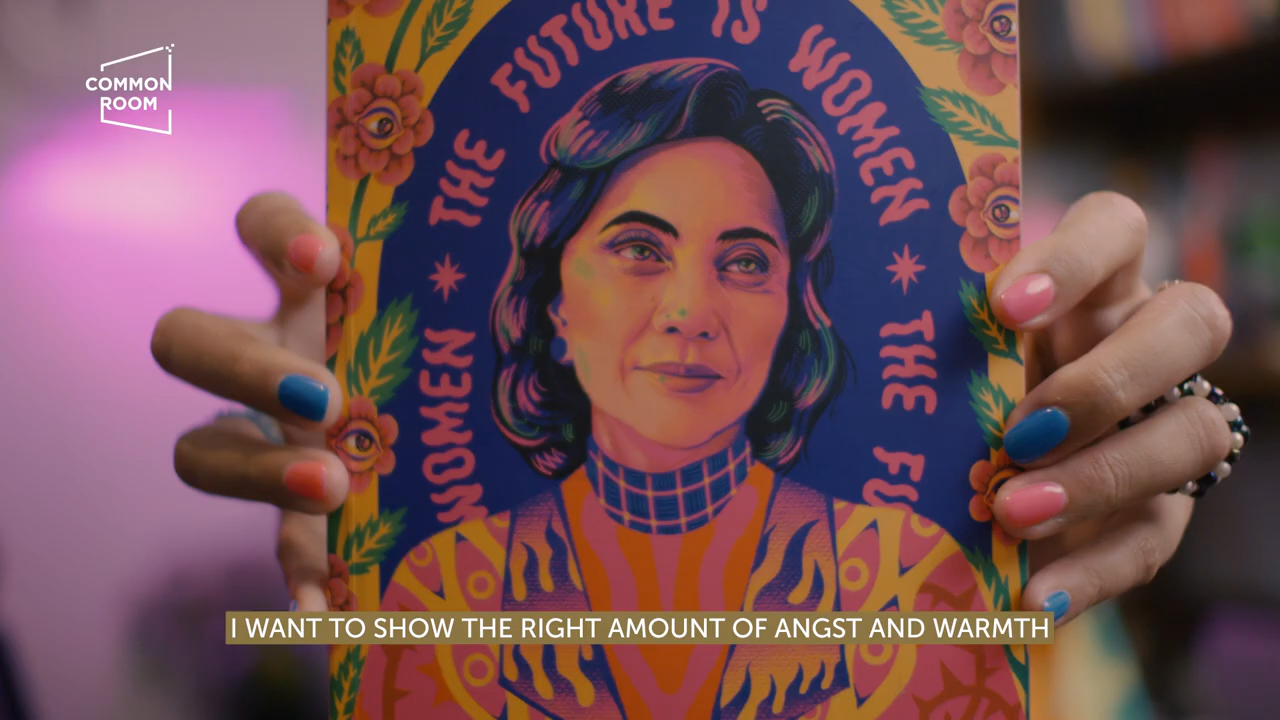 COMMON
ROOM
WOMEN * THE FUTURE IS WOMEN * THE FU
I WANT TO SHOW THE RIGHT AMOUNT OF ANGST AND WARMTH